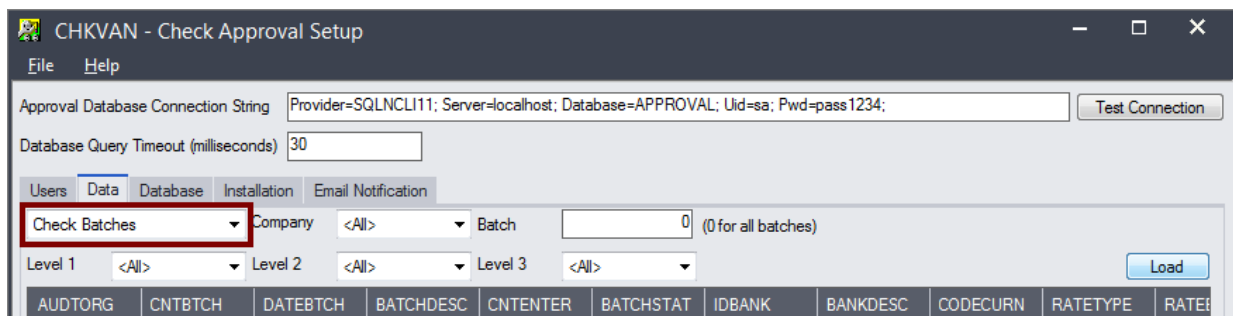 CHKVAN - Check Approval Setup
File Help
Approval Database Connection String Provider=SQLNCLI11; Server=localhost; Database=APPROVAL; Uid=sa; Pwd=pass1234; Test Connection
Database Query Timeout (milliseconds) 30
Users Data Database Installation Email Notification
Check Batches Company <All> Batch 0 (0 for all batches)
Level 1 <All> Level 2 <All> Level 3 <All> Load
AUDTORG CNTBTCH DATEBTCH BATCHDESC CNTENTER BATCHSTAT IDBANK BANKDESC CODECURN RATETYPE